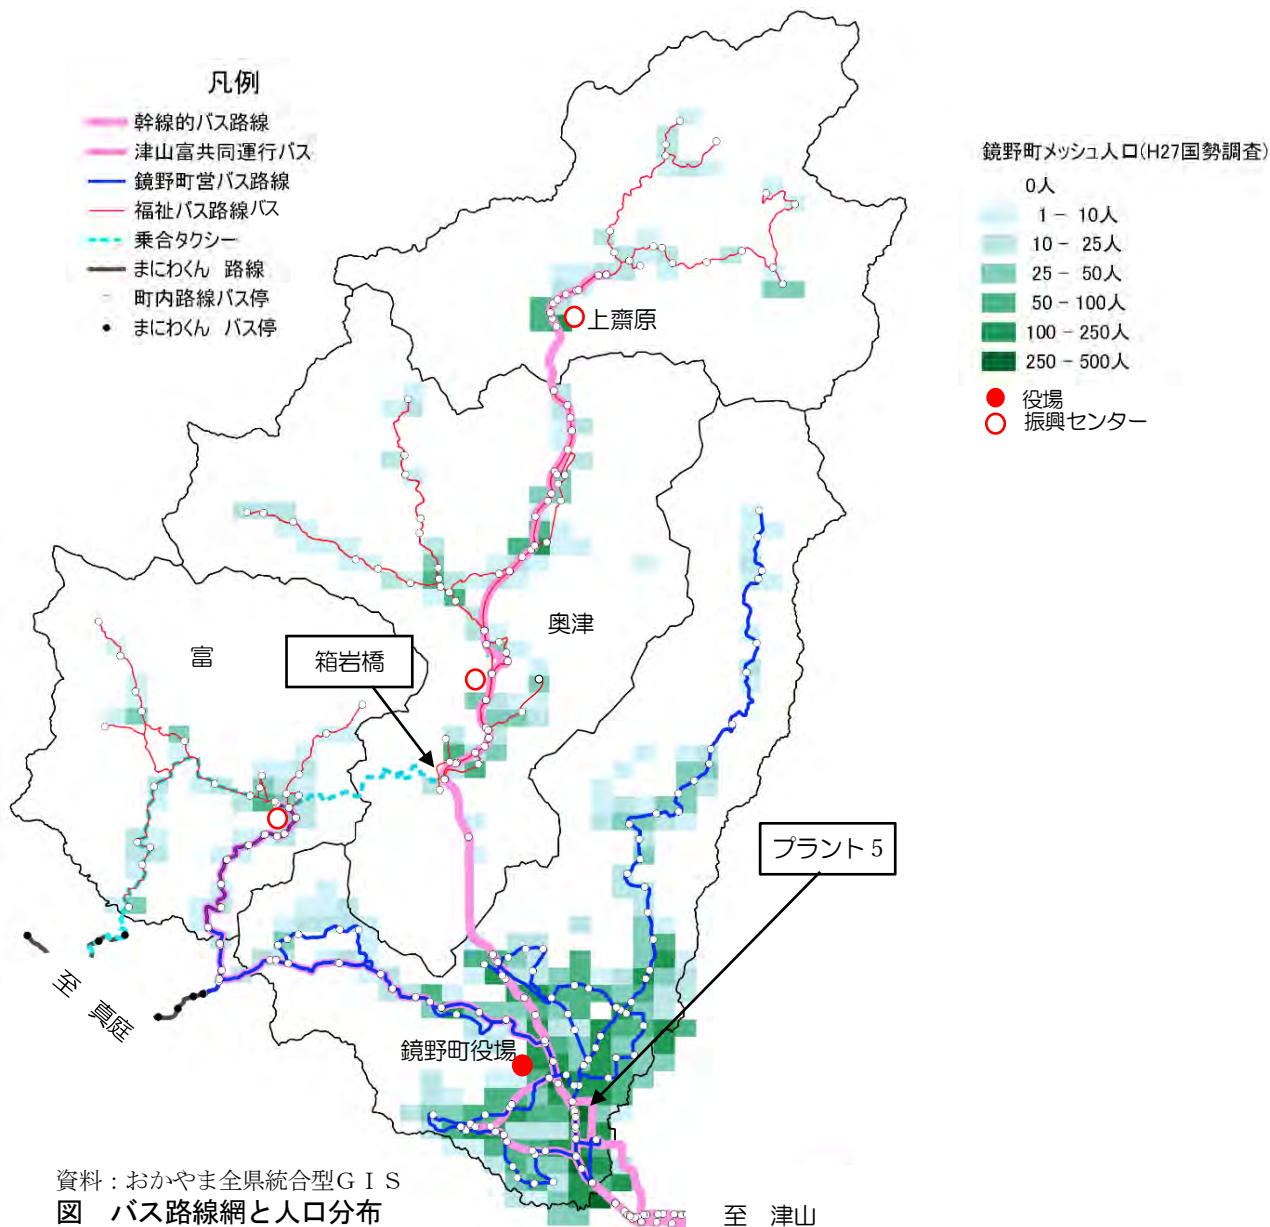 凡例
幹線的バス路線
津山富共同運行バス
鏡野町営バス路線
福祉バス路線バス
乗合タクシー
まにわくん 路線
町内路線バス停
まにわくん バス停
鏡野町メッシュ人口(H27国勢調査)
0人
1 - 10人
10 - 25人
25 - 50人
50 - 100人
100 - 250人
250 - 500人
役場
振興センター
上齋原
奥津
富
箱岩橋
プラント5
至 真庭
鏡野町役場
資料：おかやま全県統合型ＧＩＳ
図 バス路線網と人口分布
至 津山